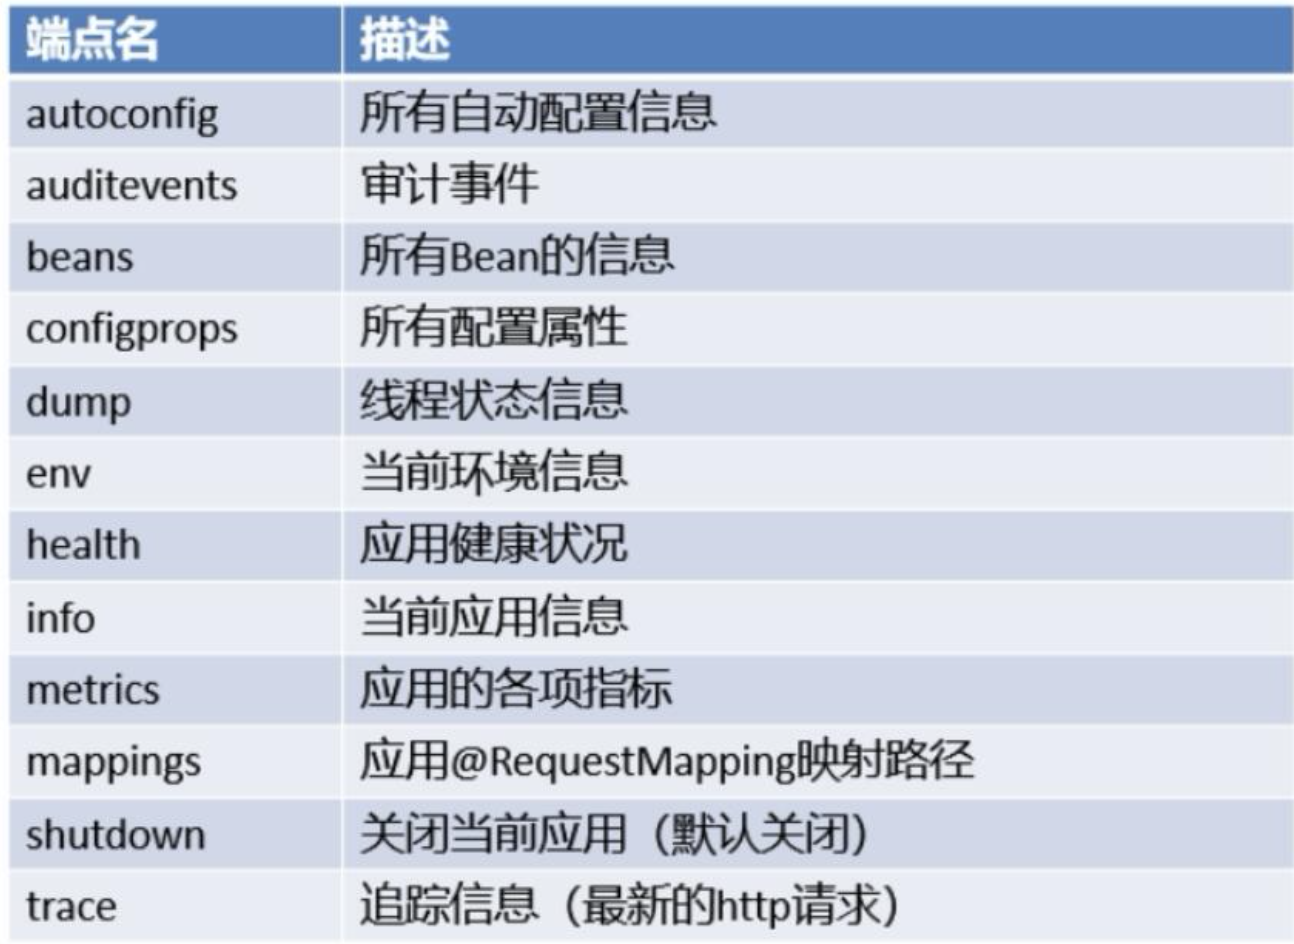 端点名 描述
autoconfig 所有自动配置信息
auditevents 审计事件
beans 所有Bean的信息
configprops 所有配置属性
dump 线程状态信息
env 当前环境信息
health 应用健康状况
info 当前应用信息
metrics 应用的各项指标
mappings 应用@RequestMapping映射路径
shutdown 关闭当前应用（默认关闭）
trace 追踪信息（最新的http请求）